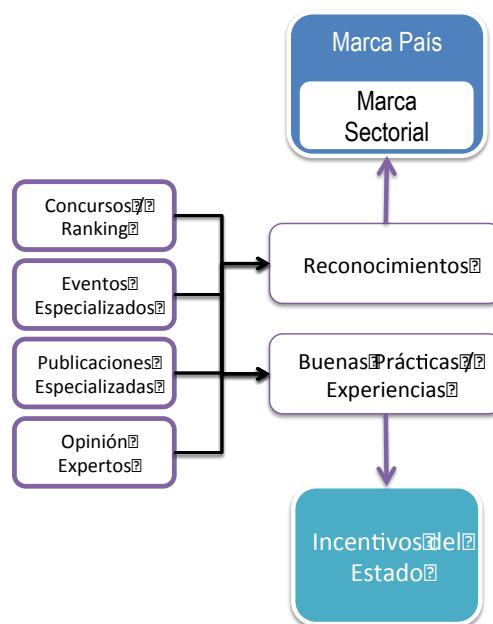 Marca País
Marca
Sectorial
Concursos /
Ranking
Eventos
Especializados
Publicaciones
Especializadas
Opinión
Expertos
Reconocimientos
Buenas Prácticas /
Experiencias
Incentivos del
Estado